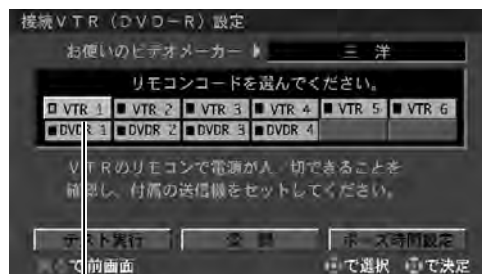 接続VTR（DVD-R）設定
お使いのビデオメーカー 三 洋
リモコンコードを選んでください。
VTR 1 VTR 2 VTR 3 VTR 4 VTR 5 VTR 6
DVDR 1 DVDR 2 DVDR 3 DVDR 4
VTRのリモコンで電源が入／切できることを
確認し、付属の送信機をセットしてください。
テスト実行 登 録 ポーズ時間設定
で前画面 で選択 で決定